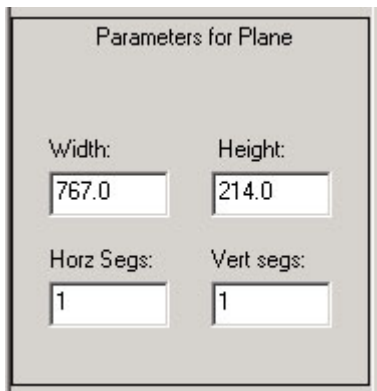 Parameters for Plane
Width: Height:
767.0 214.0
Horz Segs: Vert segs:
1 1